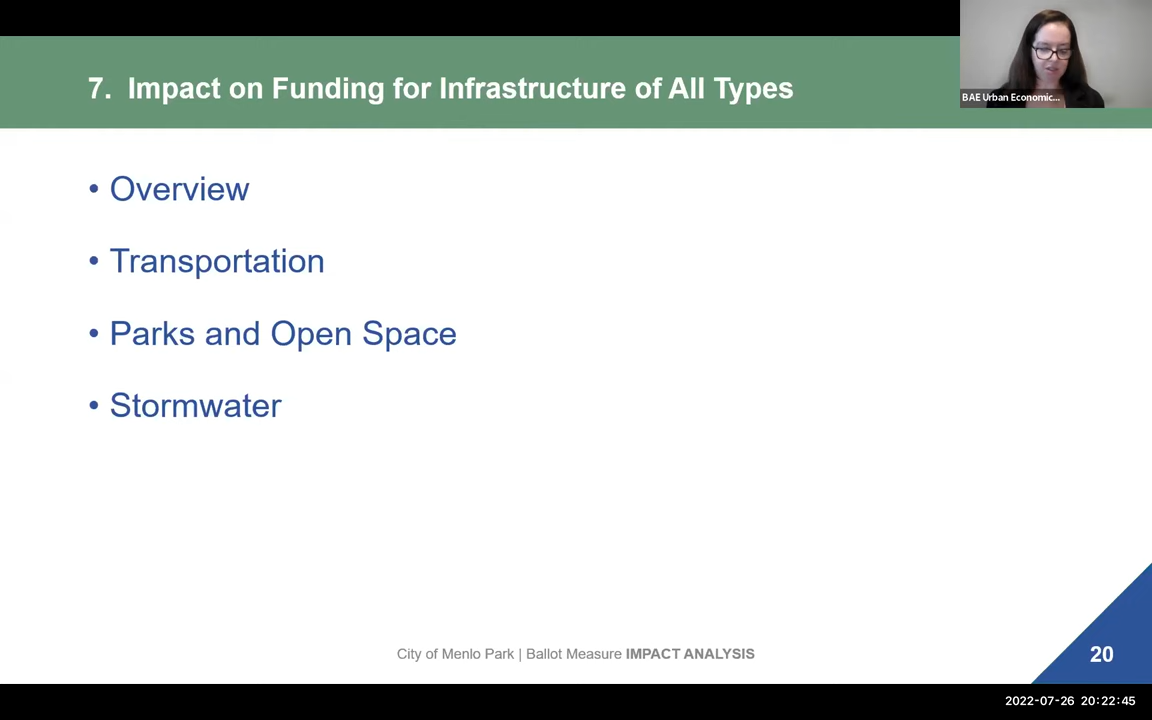 7. Impact on Funding for Infrastructure of All Types
BAE Urban Economic...
• Overview
• Transportation
• Parks and Open Space
• Stormwater
City of Menlo Park | Ballot Measure IMPACT ANALYSIS
20
2022-07-26 20:22:45